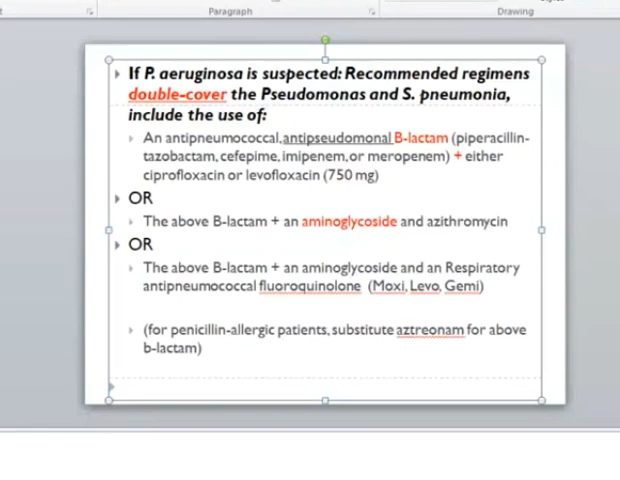 Paragraph
Drawing
If P. aeruginosa is suspected: Recommended regimens
double-cover the Pseudomonas and S. pneumonia,
include the use of:
An antipneumococcal, antipseudomonal B-lactam (piperacillin-
tazobactam, cefepime, imipenem, or meropenem) + either
ciprofloxacin or levofloxacin (750 mg)
OR
The above B-lactam + an aminoglycoside and azithromycin
OR
The above B-lactam + an aminoglycoside and an Respiratory
antipneumococcal fluoroquinolone (Moxi, Levo, Gemi)
(for penicillin-allergic patients, substitute aztreonam for above
b-lactam)